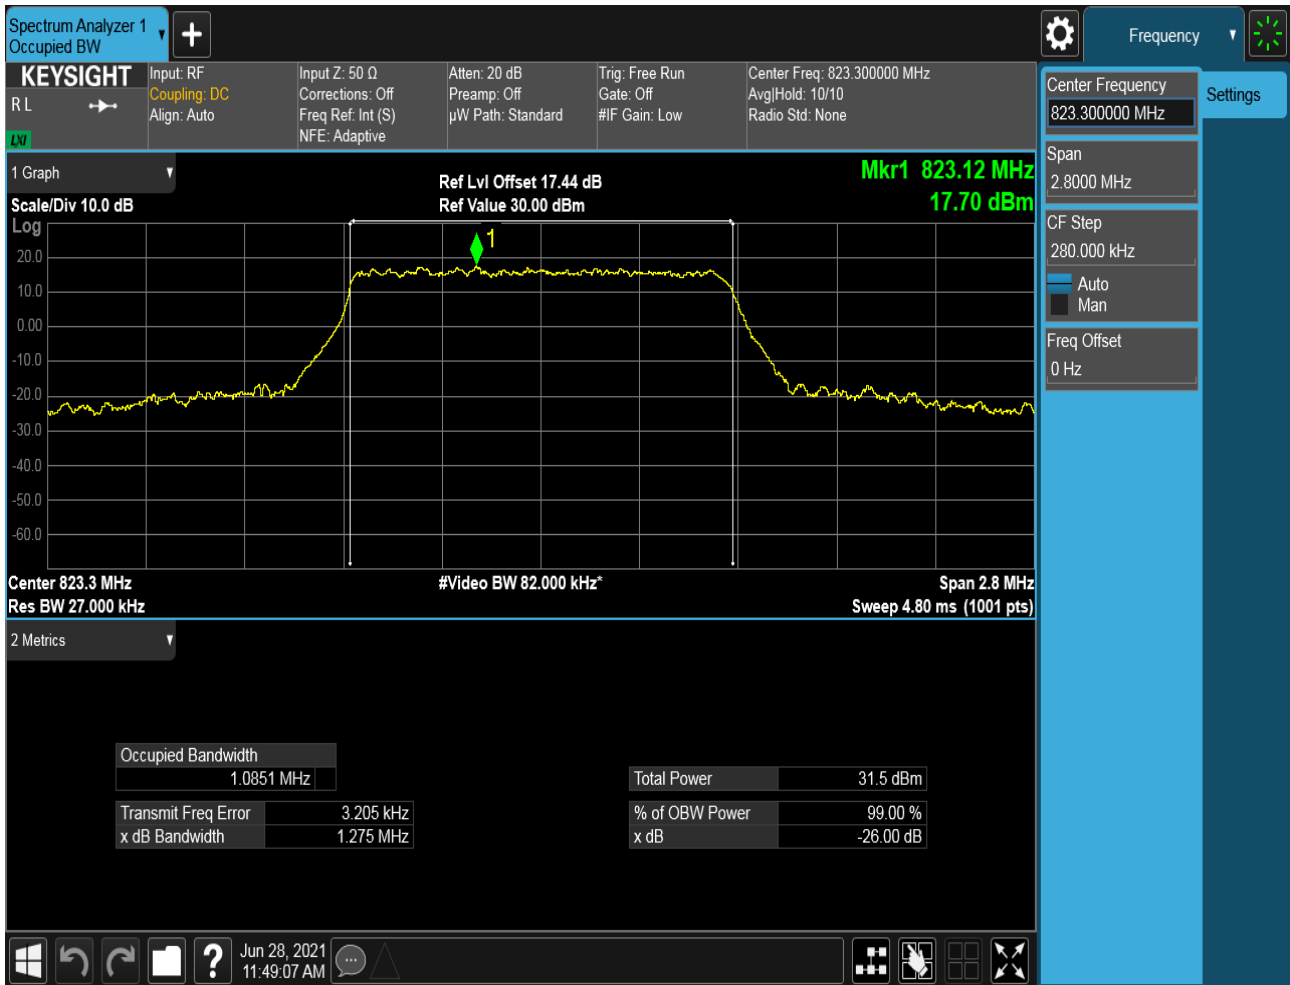 Spectrum Analyzer 1
Occupied BW
Frequency
KEYSIGHT
R L
LXI
Input: RF
Coupling: DC
Align: Auto
Input Z: 50 Ω
Corrections: Off
Freq Ref: Int (S)
NFE: Adaptive
Atten: 20 dB
Preamp: Off
µW Path: Standard
Trig: Free Run
Gate: Off
#IF Gain: Low
Center Freq: 823.300000 MHz
Avg|Hold: 10/10
Radio Std: None
Center Frequency
823.300000 MHz
Settings
Span
2.8000 MHz
CF Step
280.000 kHz
Auto
Man
Freq Offset
0 Hz
1 Graph
Scale/Div 10.0 dB
Ref Lvl Offset 17.44 dB
Ref Value 30.00 dBm
Mkr1 823.12 MHz
17.70 dBm
Log
1
20.0
10.0
0.00
-10.0
-20.0
-30.0
-40.0
-50.0
-60.0
Center 823.3 MHz
#Video BW 82.000 kHz*
Span 2.8 MHz
Res BW 27.000 kHz
Sweep 4.80 ms (1001 pts)
2 Metrics
Occupied Bandwidth
1.0851 MHz
Total Power 31.5 dBm
Transmit Freq Error 3.205 kHz
% of OBW Power 99.00 %
x dB Bandwidth 1.275 MHz
x dB -26.00 dB
?
Jun 28, 2021
11:49:07 AM